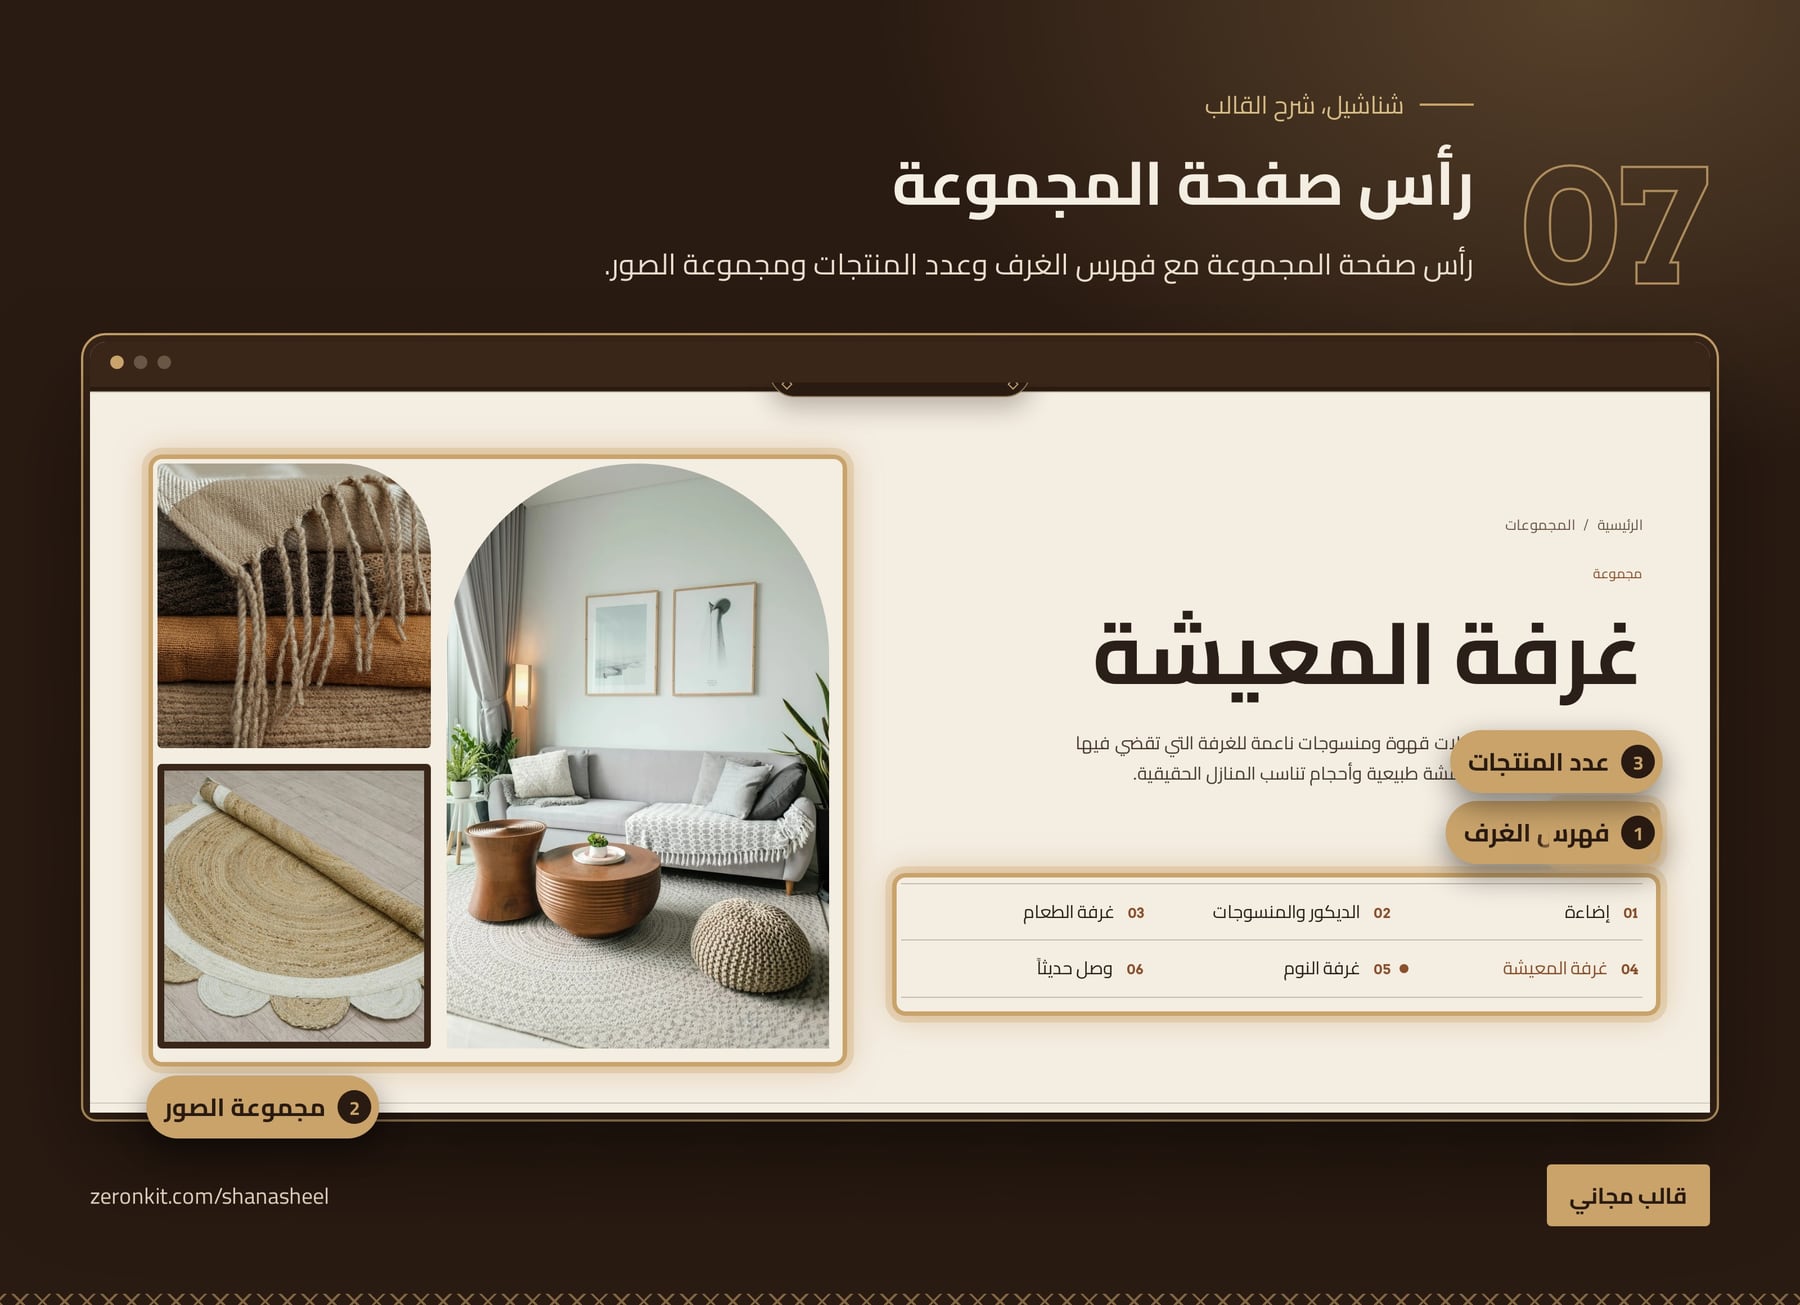 شناشيل، شرح القالب
07
رأس صفحة المجموعة
رأس صفحة المجموعة مع فهرس الغرف وعدد المنتجات ومجموعة الصور.
الرئيسية / المجموعات
مجموعة
غرفة المعيشة
قهوة ومنسوجات ناعمة للغرفة التي تقضي فيها
طبيعية وأحجام تناسب المنازل الحقيقية.
3 عدد المنتجات
1 فهرس الغرف
01 إضاءة
02 الديكور والمنسوجات
03 غرفة الطعام
04 غرفة المعيشة
05 غرفة النوم
06 وصل حديثاً
2 مجموعة الصور
قالب مجاني
zeronkit.com/shanasheel